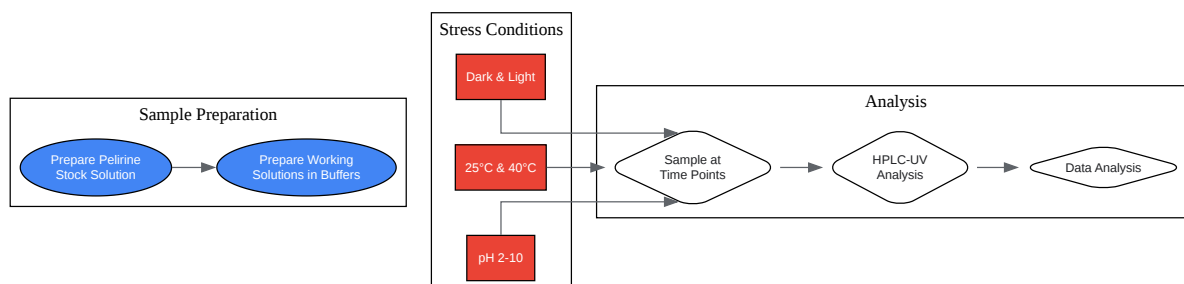 Sample Preparation
Prepare Pelirine
Stock Solution
Prepare Working
Solutions in Buffers
Stress Conditions
Dark & Light
25°C & 40°C
pH 2-10
Analysis
Sample at
Time Points
HPLC-UV
Analysis
Data Analysis